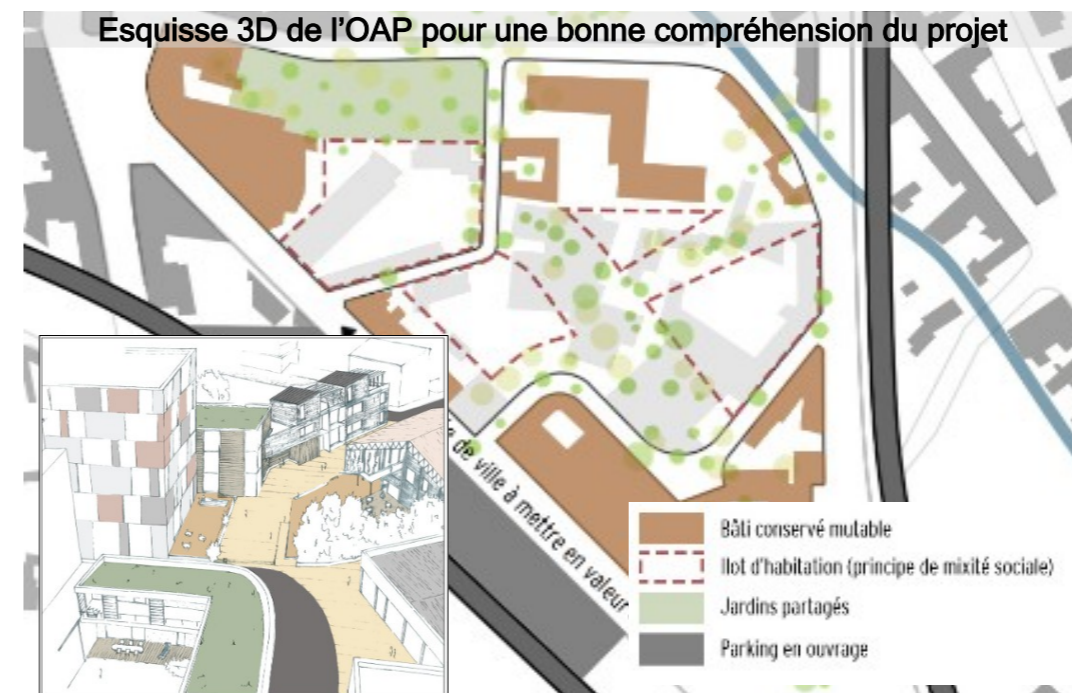 Esquisse 3D de l’OAP pour une bonne compréhension du projet
de ville à mettre en valeur
Bâti conservé mutable
Ilot d’habitation (principe de mixité sociale)
Jardins partagés
Parking en ouvrage